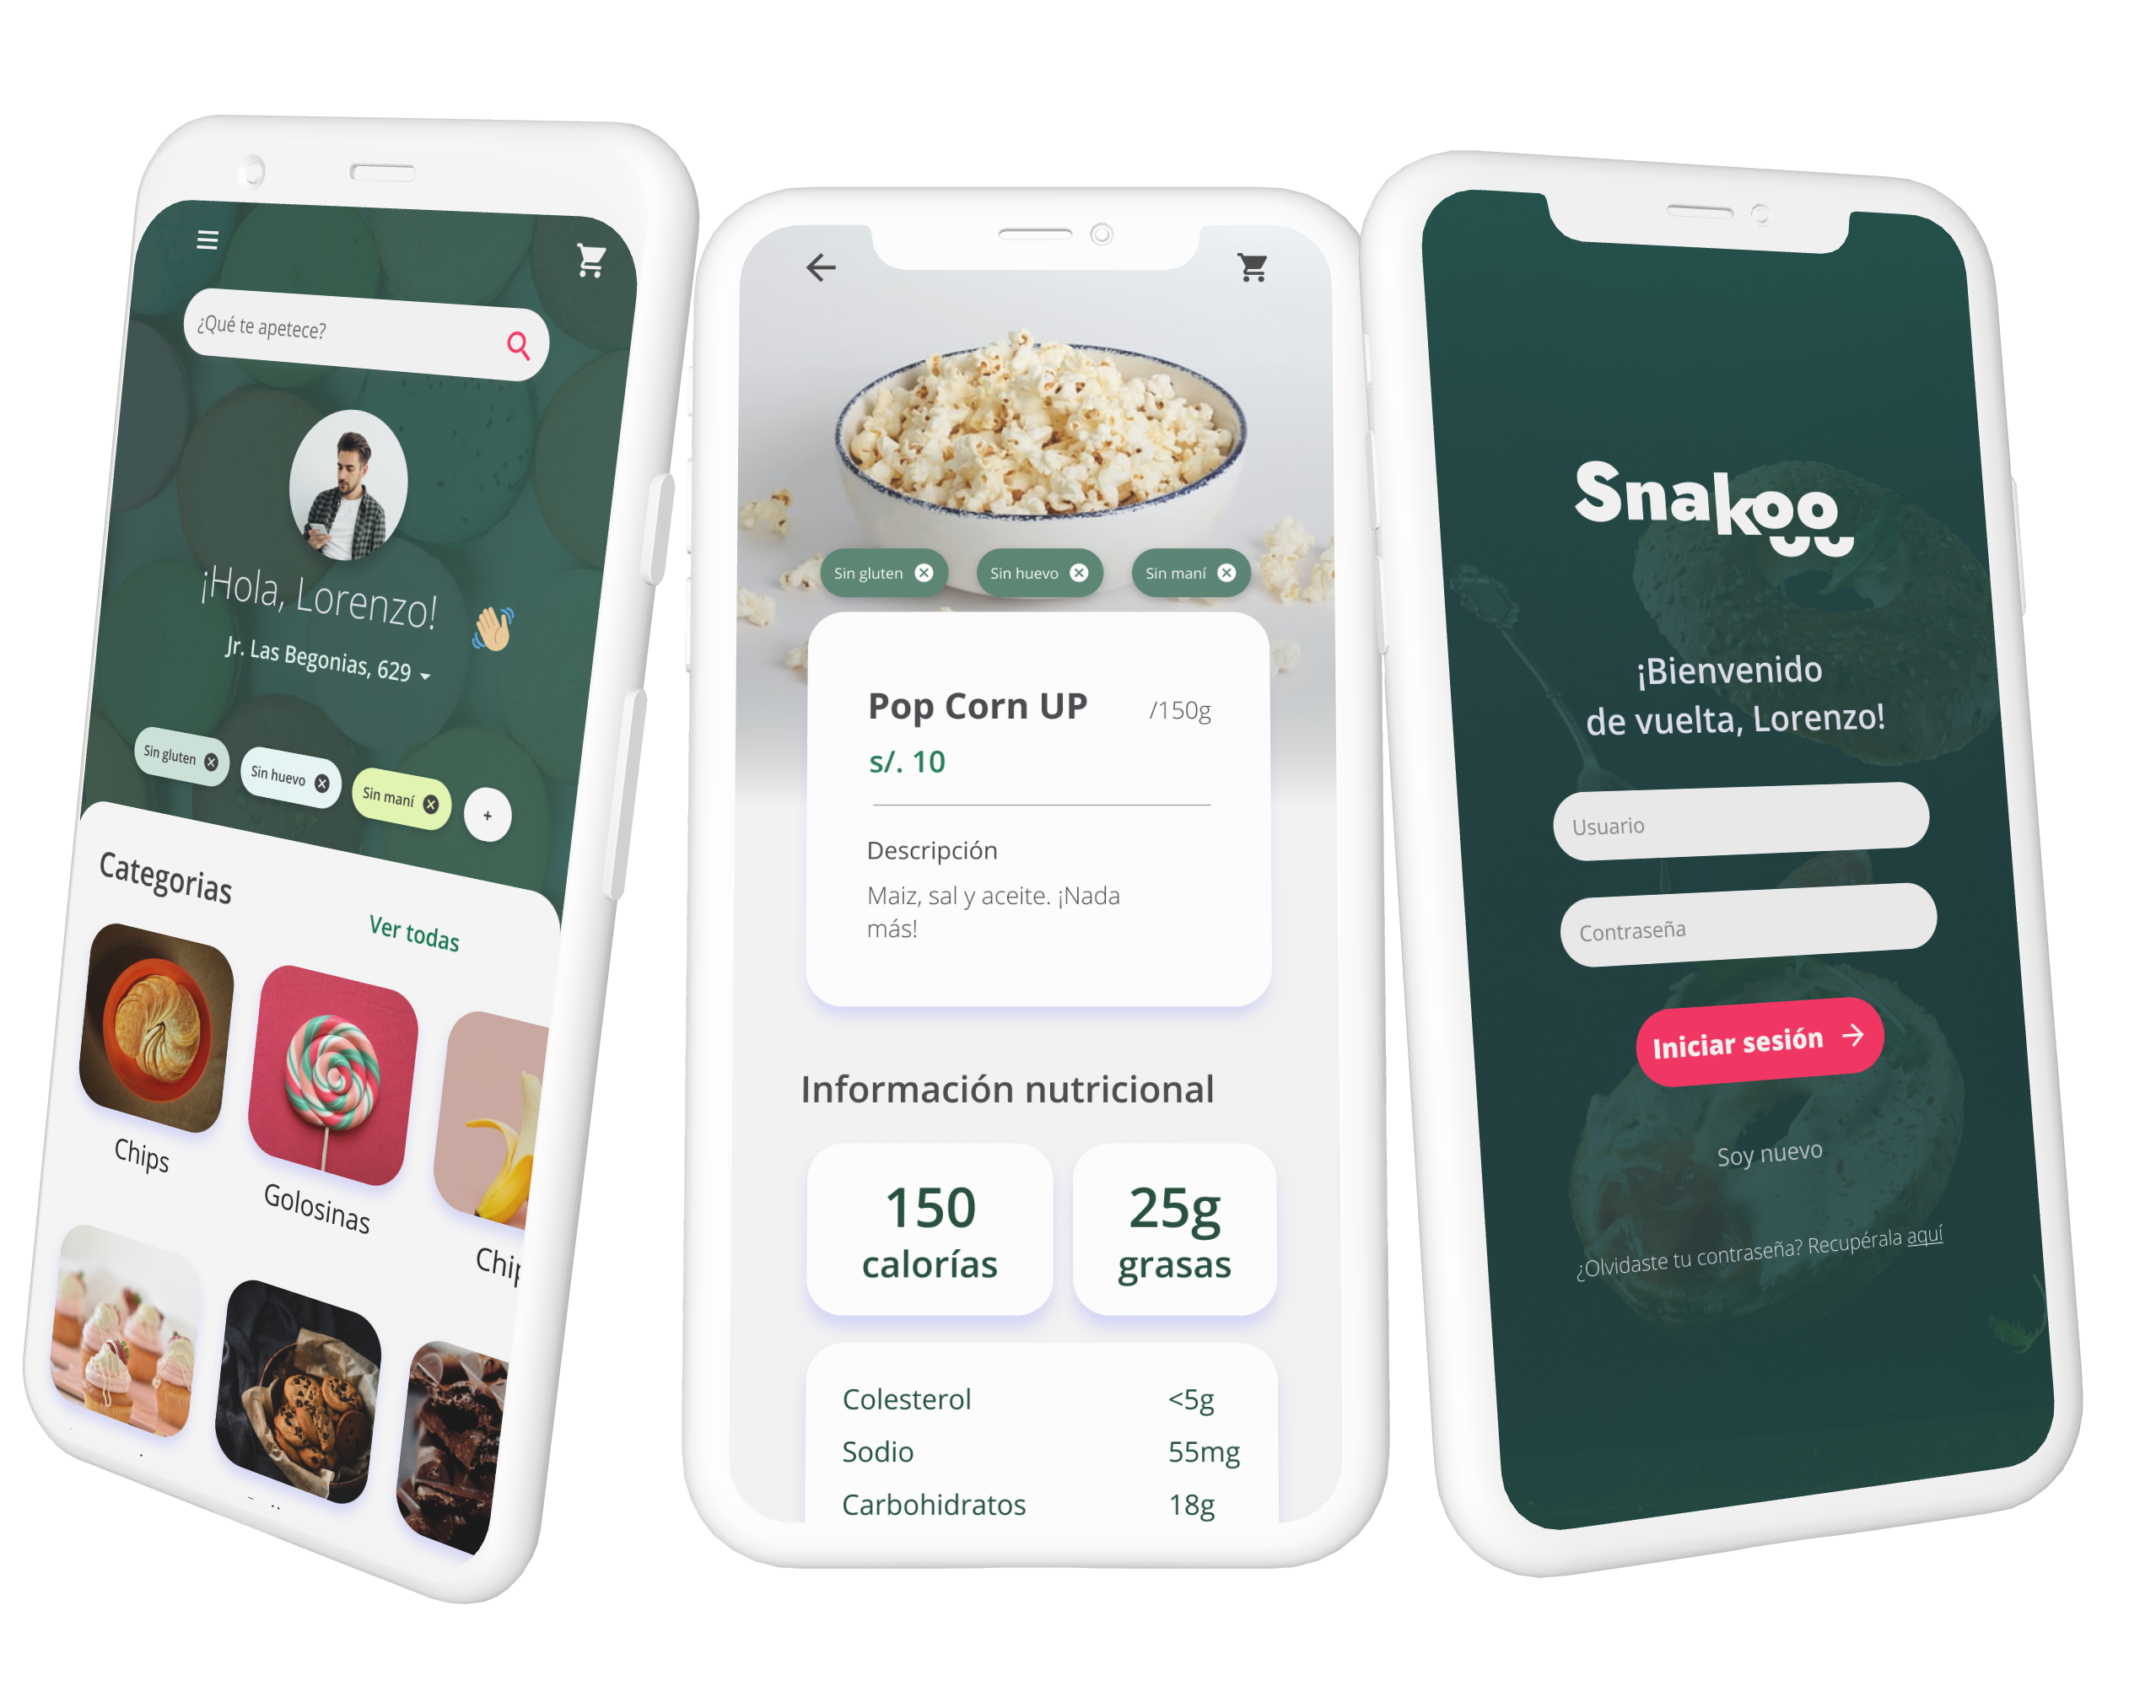 ¿Qué te apetece?
¡Hola, Lorenzo!
Jr. Las Begonias, 629
Sin gluten
Sin huevo
Sin maní
+
Categorias
Ver todas
Chips
Golosinas
Sin gluten
Sin huevo
Sin maní
Pop Corn UP /150g
s/. 10
Descripción
Maiz, sal y aceite. ¡Nada
más!
Información nutricional
150
calorías
25g
grasas
Colesterol <5g
Sodio 55mg
Carbohidratos 18g
Snakoo
¡Bienvenido
de vuelta, Lorenzo!
Usuario
Contraseña
Iniciar sesión
Soy nuevo
¿Olvidaste tu contraseña? Recupérala aquí